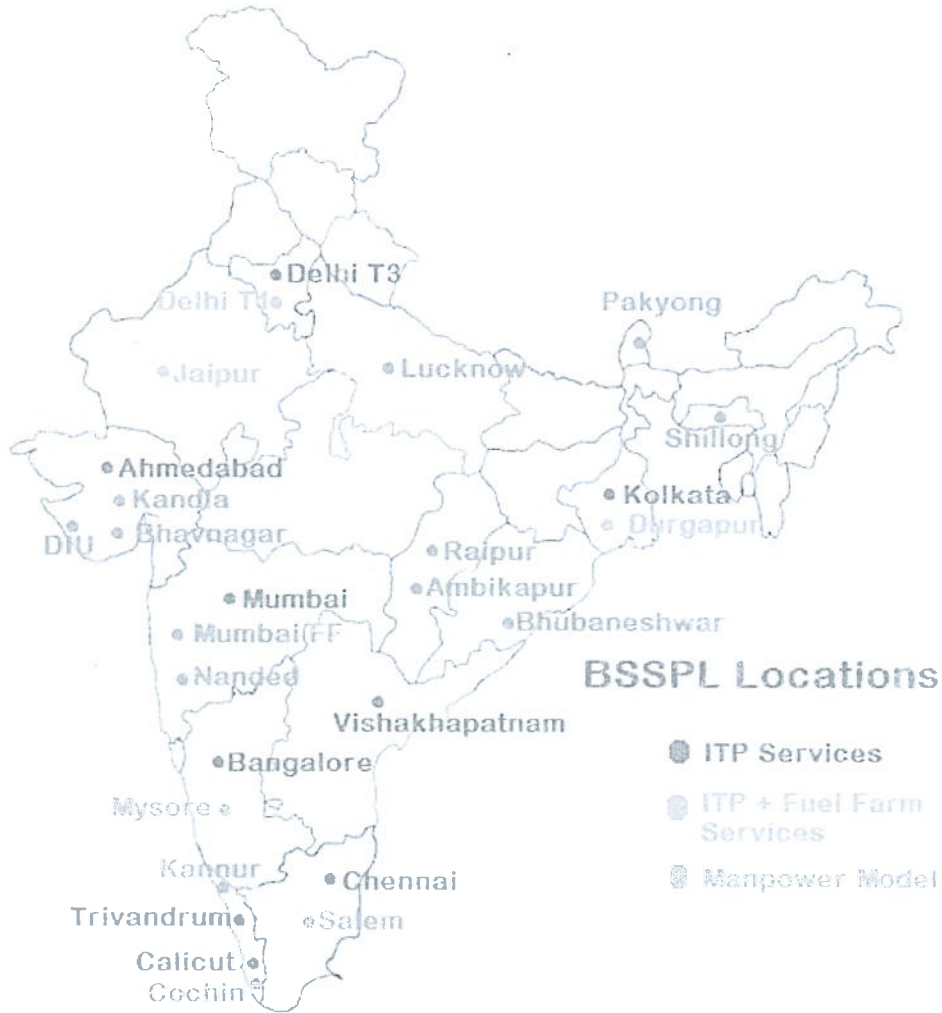 Delhi T3
Delhi T1
Pakyong
Jaipur
Lucknow
Shillong
Ahmedabad
Kandla
Kolkata
DIU
Bhavnagar
Durgapur
Raipur
Ambikapur
Mumbai
Bhubaneshwar
Mumbai FF
Nanded
BSSPL Locations
Vishakhapatnam
ITP Services
Bangalore
Mysore
ITP + Fuel Farm
Services
Kannur
Chennai
Manpower Model
Trivandrum
Salem
Calicut
Cochin